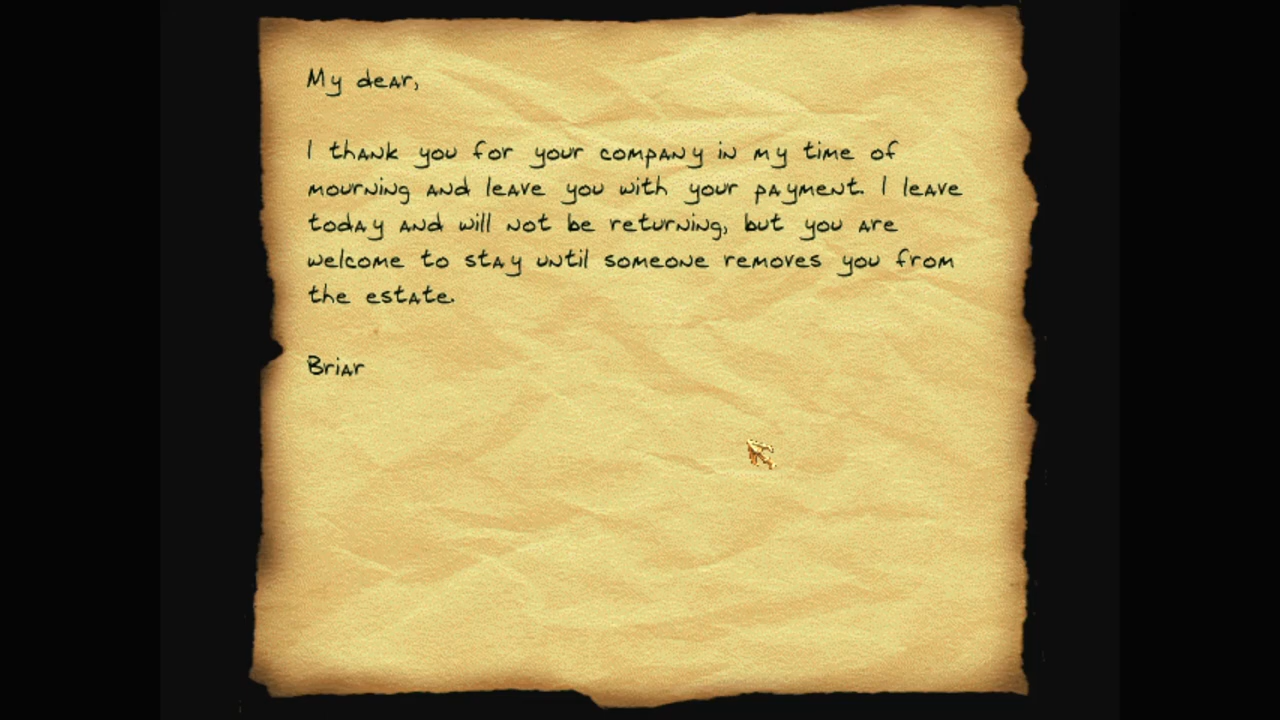 My dear,
I thank you for your company in my time of
mourning and leave you with your payment. I leave
today and will not be returning, but you are
welcome to stay until someone removes you from
the estate.
Briar